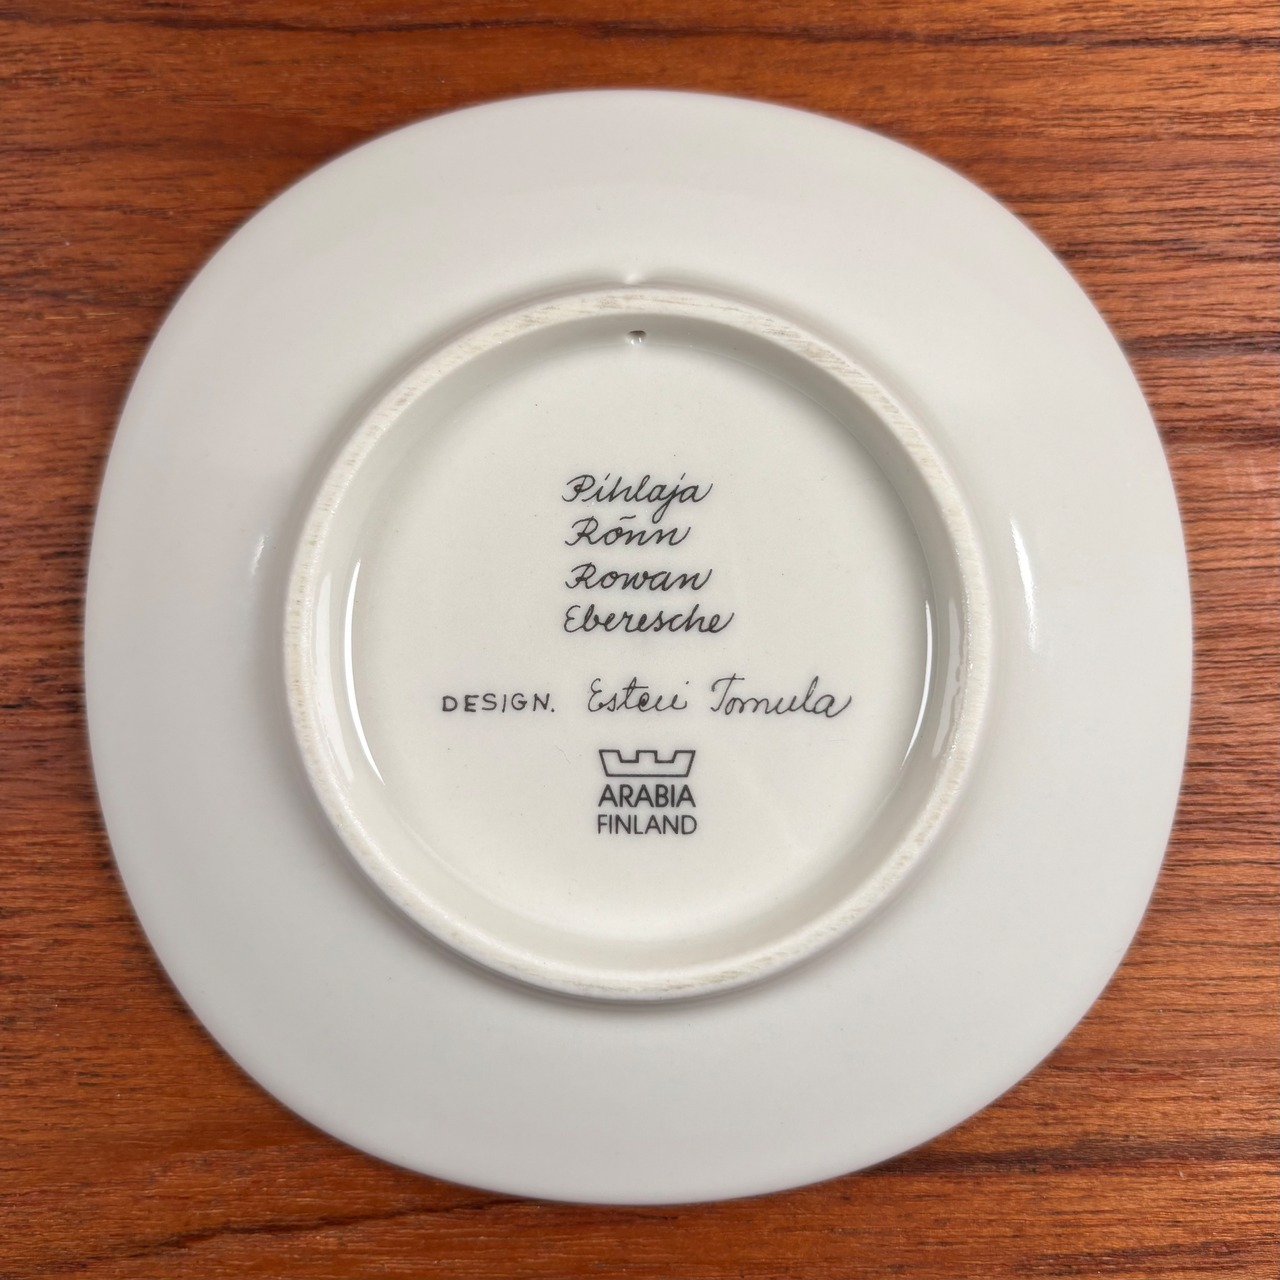 Pihlaja
Rönn
Rowan
Eberesche
DESIGN. Esteri Tomula
ARABIA
FINLAND